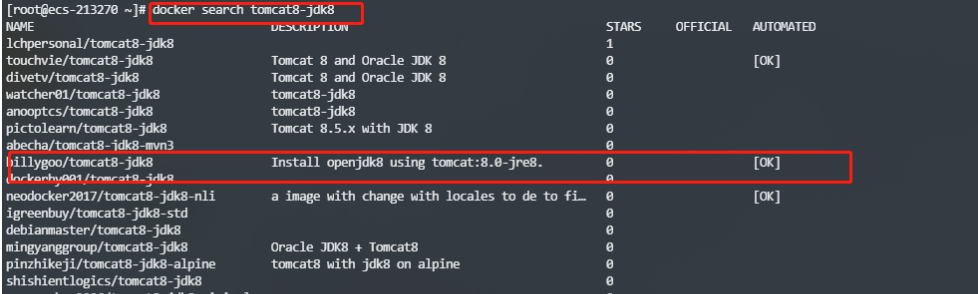 [root@ecs-213270 ~]# docker search tomcat8-jdk8
NAME DESCRIPTION STARS OFFICIAL AUTOMATED
lchpersonal/tomcat8-jdk8 1
touchvie/tomcat8-jdk8 Tomcat 8 and Oracle JDK 8 0 [OK]
divetv/tomcat8-jdk8 Tomcat 8 and Oracle JDK 8 0
watcher01/tomcat8-jdk8 tomcat8-jdk8 0
anooptcs/tomcat8-jdk8 tomcat8-jdk8 0
pictolearn/tomcat8-jdk8 Tomcat 8.5.x with JDK 8 0
abecha/tomcat8-jdk8-mvn3 0
billygoo/tomcat8-jdk8 Install openjdk8 using tomcat:8.0-jre8. 0 [OK]
dockerhy001/tomcat8-jdk8 0
neodocker2017/tomcat8-jdk8-nli a image with change with locales to de to fi… 0 [OK]
igreenbuy/tomcat8-jdk8-std 0
debianmaster/tomcat8-jdk8 0
mingyanggroup/tomcat8-jdk8 Oracle JDK8 + Tomcat8 0
pinzhikeji/tomcat8-jdk8-alpine tomcat8 with jdk8 on alpine 0
shishientlogics/tomcat8-jdk8 0